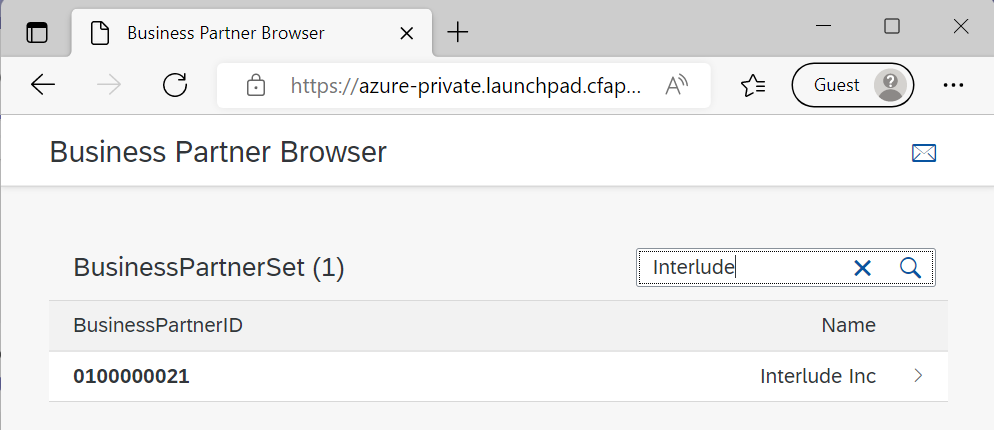 Business Partner Browser
https://azure-private.launchpad.cfap...
Guest
Business Partner Browser
BusinessPartnerSet (1)
Interlude
BusinessPartnerID Name
0100000021 Interlude Inc